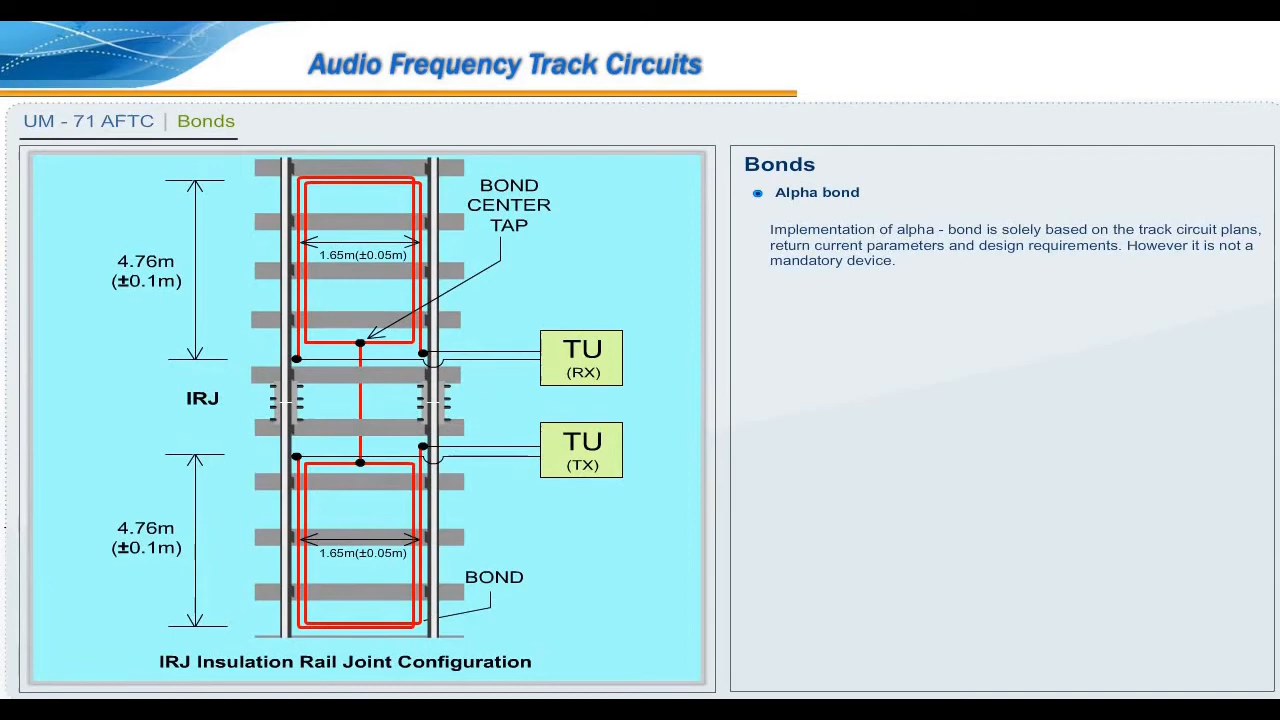 Audio Frequency Track Circuits
UM - 71 AFTC | Bonds
BOND
CENTER
TAP
4.76m
(±0.1m)
1.65m(±0.05m)
TU
(RX)
IRJ
TU
(TX)
4.76m
(±0.1m)
1.65m(±0.05m)
BOND
IRJ Insulation Rail Joint Configuration
Bonds
Alpha bond
Implementation of alpha - bond is solely based on the track circuit plans,
return current parameters and design requirements. However it is not a
mandatory device.